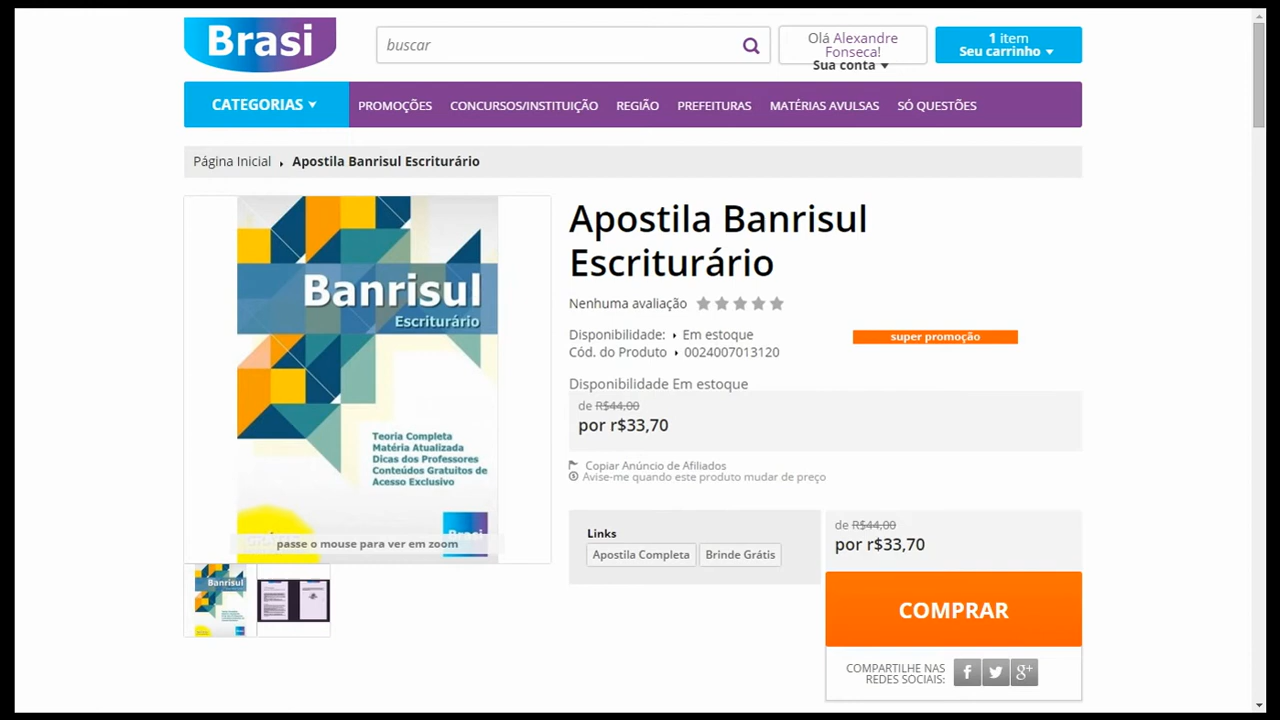 Brasi
buscar
Olá Alexandre
Fonseca!
Sua conta
1 item
Seu carrinho
CATEGORIAS
PROMOÇÕES CONCURSOS/INSTITUIÇÃO REGIÃO PREFEITURAS MATÉRIAS AVULSAS SÓ QUESTÕES
Página Inicial Apostila Banrisul Escriturário
Banrisul
Escriturário
Teoria Completa
Matéria Atualizada
Dicas dos Professores
Conteúdos Gratuitos de
Acesso Exclusivo
Brasi
passe o mouse para ver em zoom
Banrisul
Apostila Banrisul
Escriturário
Nenhuma avaliação
Disponibilidade: Em estoque
super promoção
Cód. do Produto 0024007013120
Disponibilidade Em estoque
de R$44,00
por r$33,70
Copiar Anúncio de Afiliados
Avise-me quando este produto mudar de preço
Links
Apostila Completa Brinde Grátis
de R$44,00
por r$33,70
COMPRAR
COMPARTILHE NAS
REDES SOCIAIS: